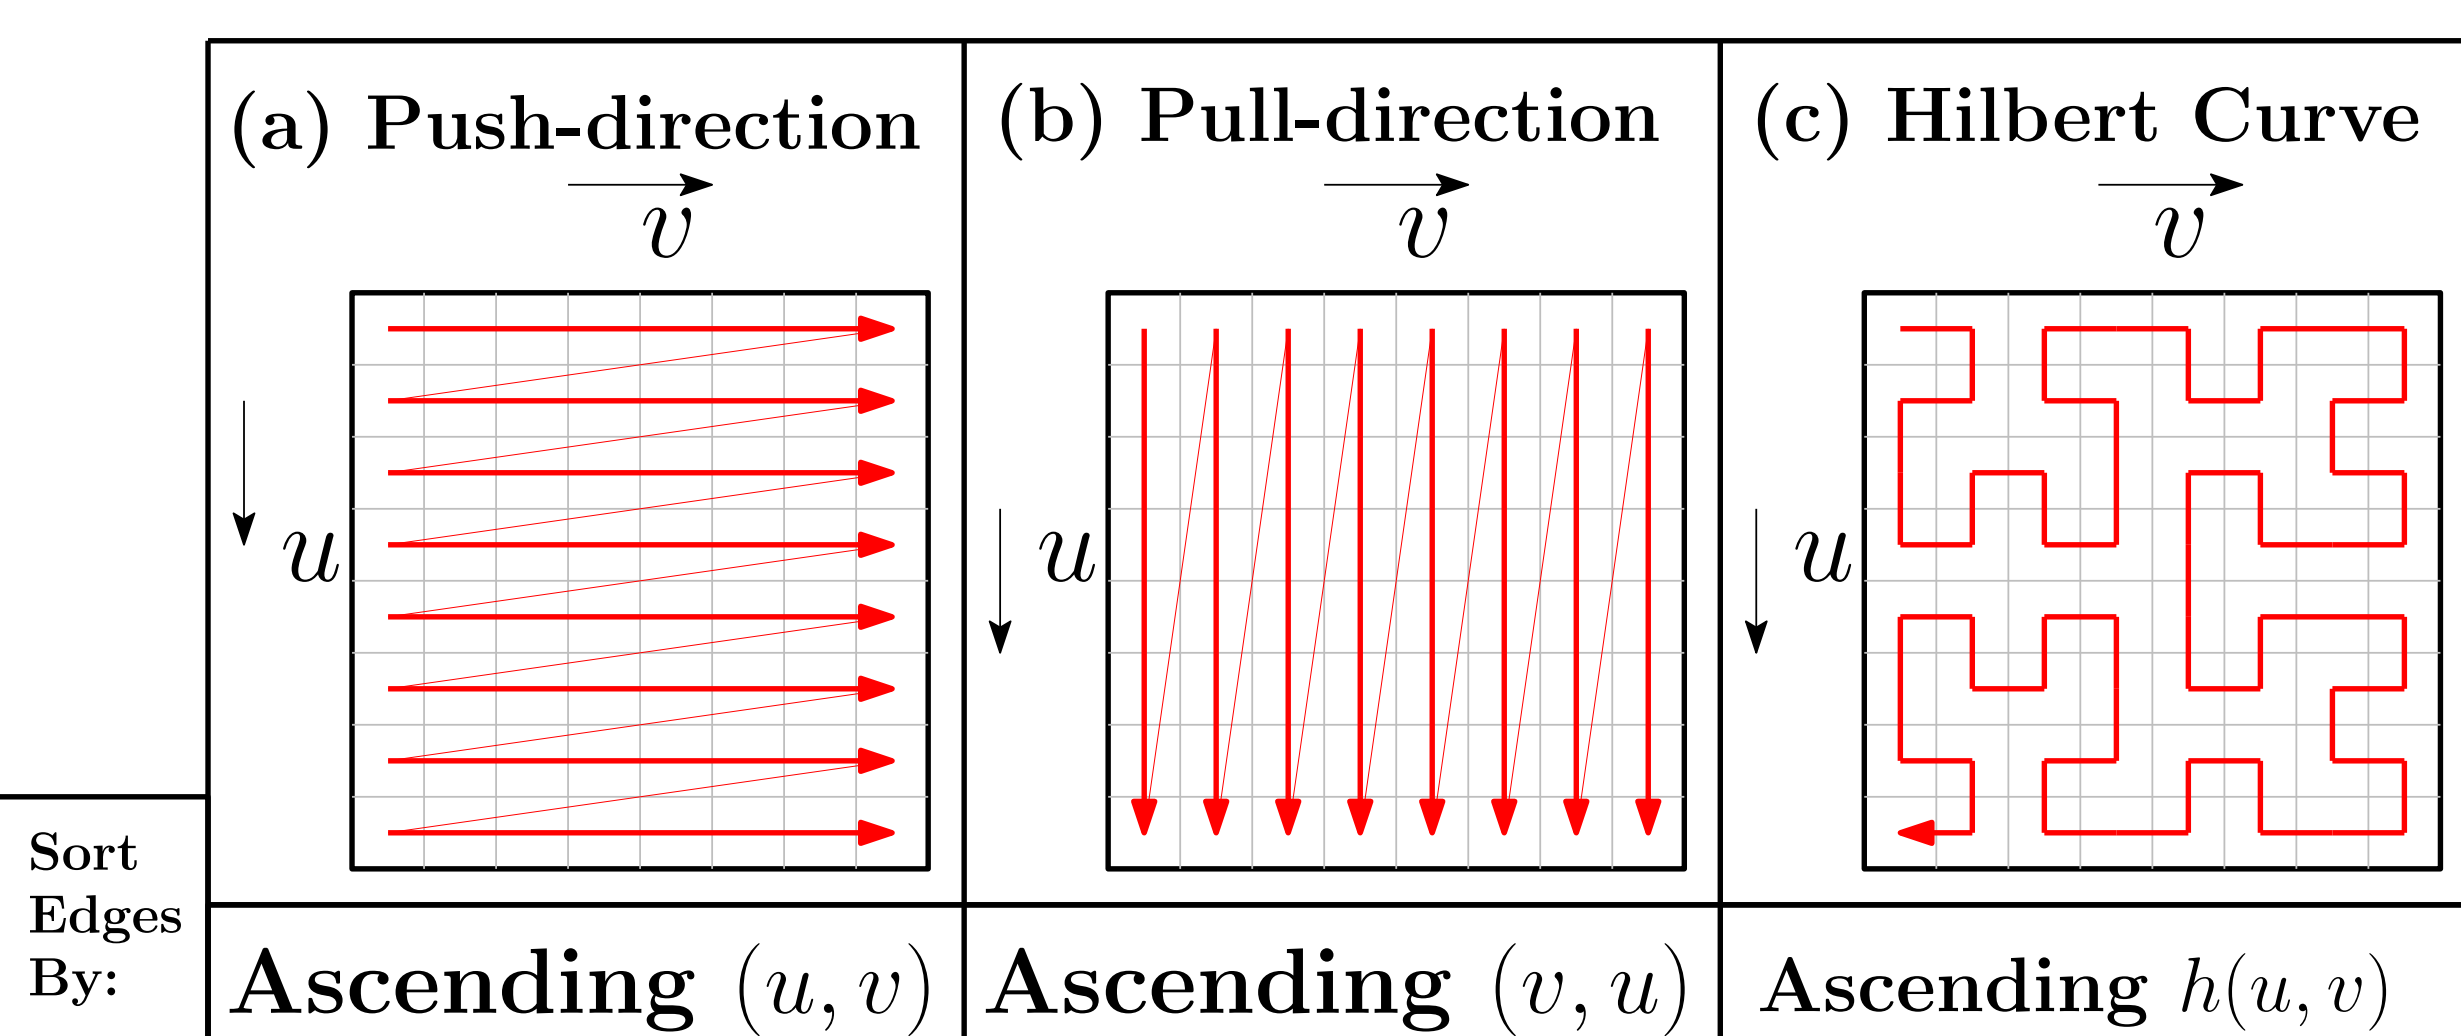 (a) Push-direction
(b) Pull-direction
(c) Hilbert Curve
v
v
v
u
u
u
Sort
Edges
By:
Ascending (u, v)
Ascending (v, u)
Ascending h(u, v)